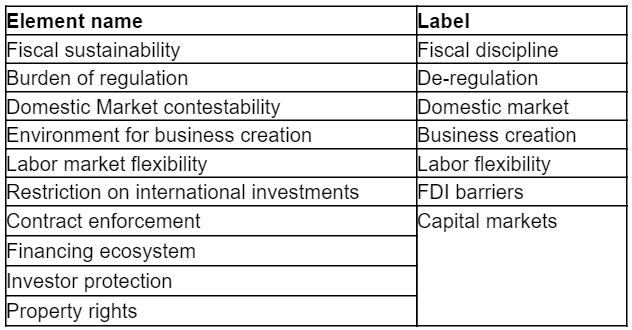 Element name Label
Fiscal sustainability Fiscal discipline
Burden of regulation De-regulation
Domestic Market contestability Domestic market
Environment for business creation Business creation
Labor market flexibility Labor flexibility
Restriction on international investments FDI barriers
Contract enforcement Capital markets
Financing ecosystem
Investor protection
Property rights